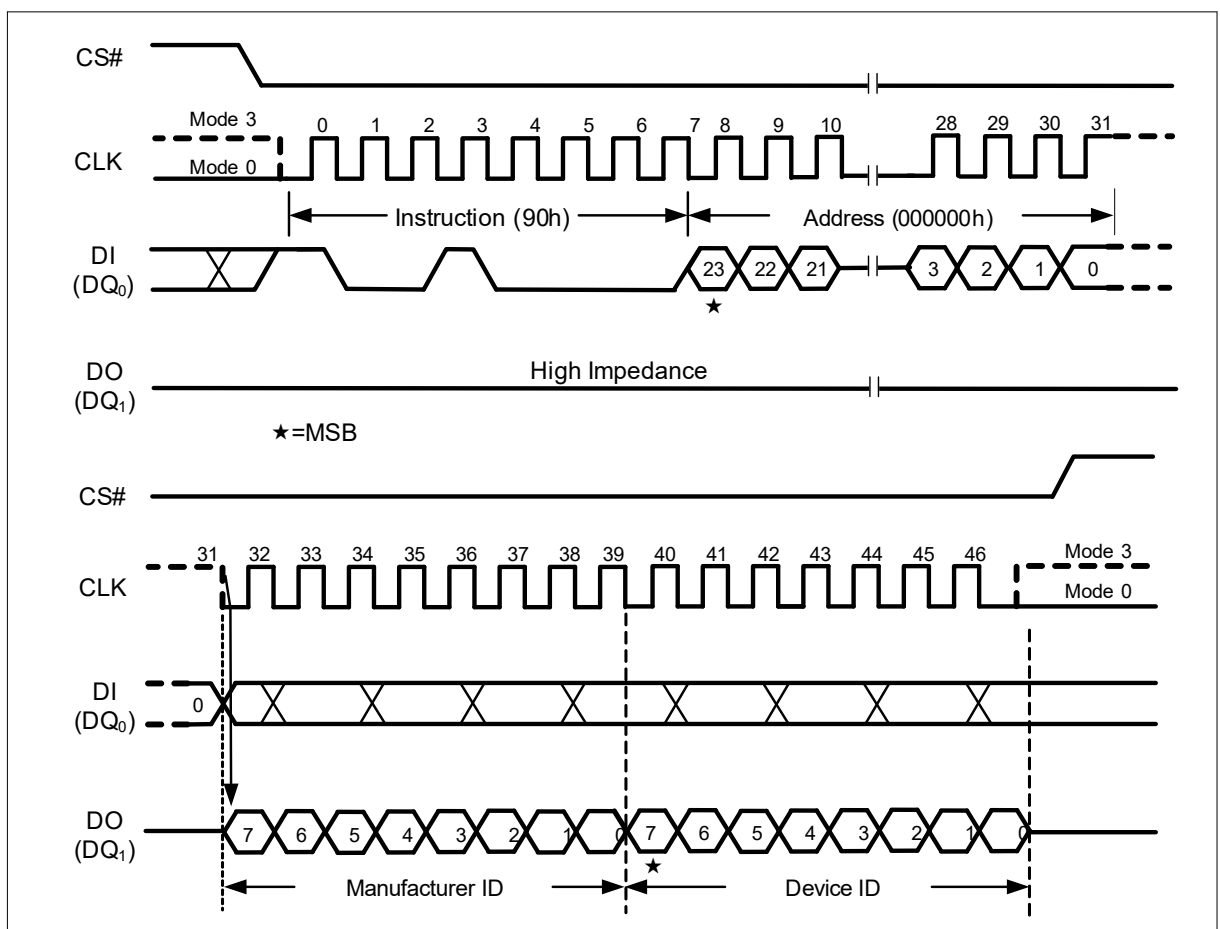 CS#
Mode 3
0 1 2 3 4 5 6 7 8 9 10 28 29 30 31
CLK
Mode 0
Instruction (90h) Address (000000h)
DI
(DQ0)
23 22 21 3 2 1 0
★
DO
(DQ1)
High Impedance
★=MSB
CS#
31 32 33 34 35 36 37 38 39 40 41 42 43 44 45 46
Mode 3
CLK
Mode 0
DI
(DQ0)
0
DO
(DQ1)
7 6 5 4 3 2 1 0 7 6 5 4 3 2 1 0
★
Manufacturer ID Device ID